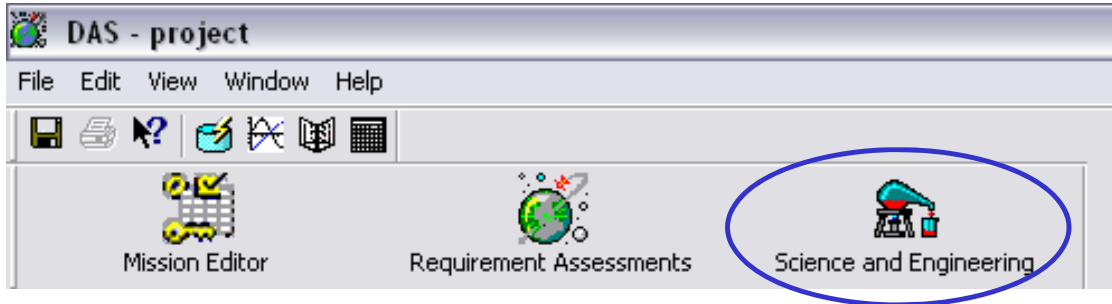 DAS - project
File Edit View Window Help
Mission Editor Requirement Assessments Science and Engineering